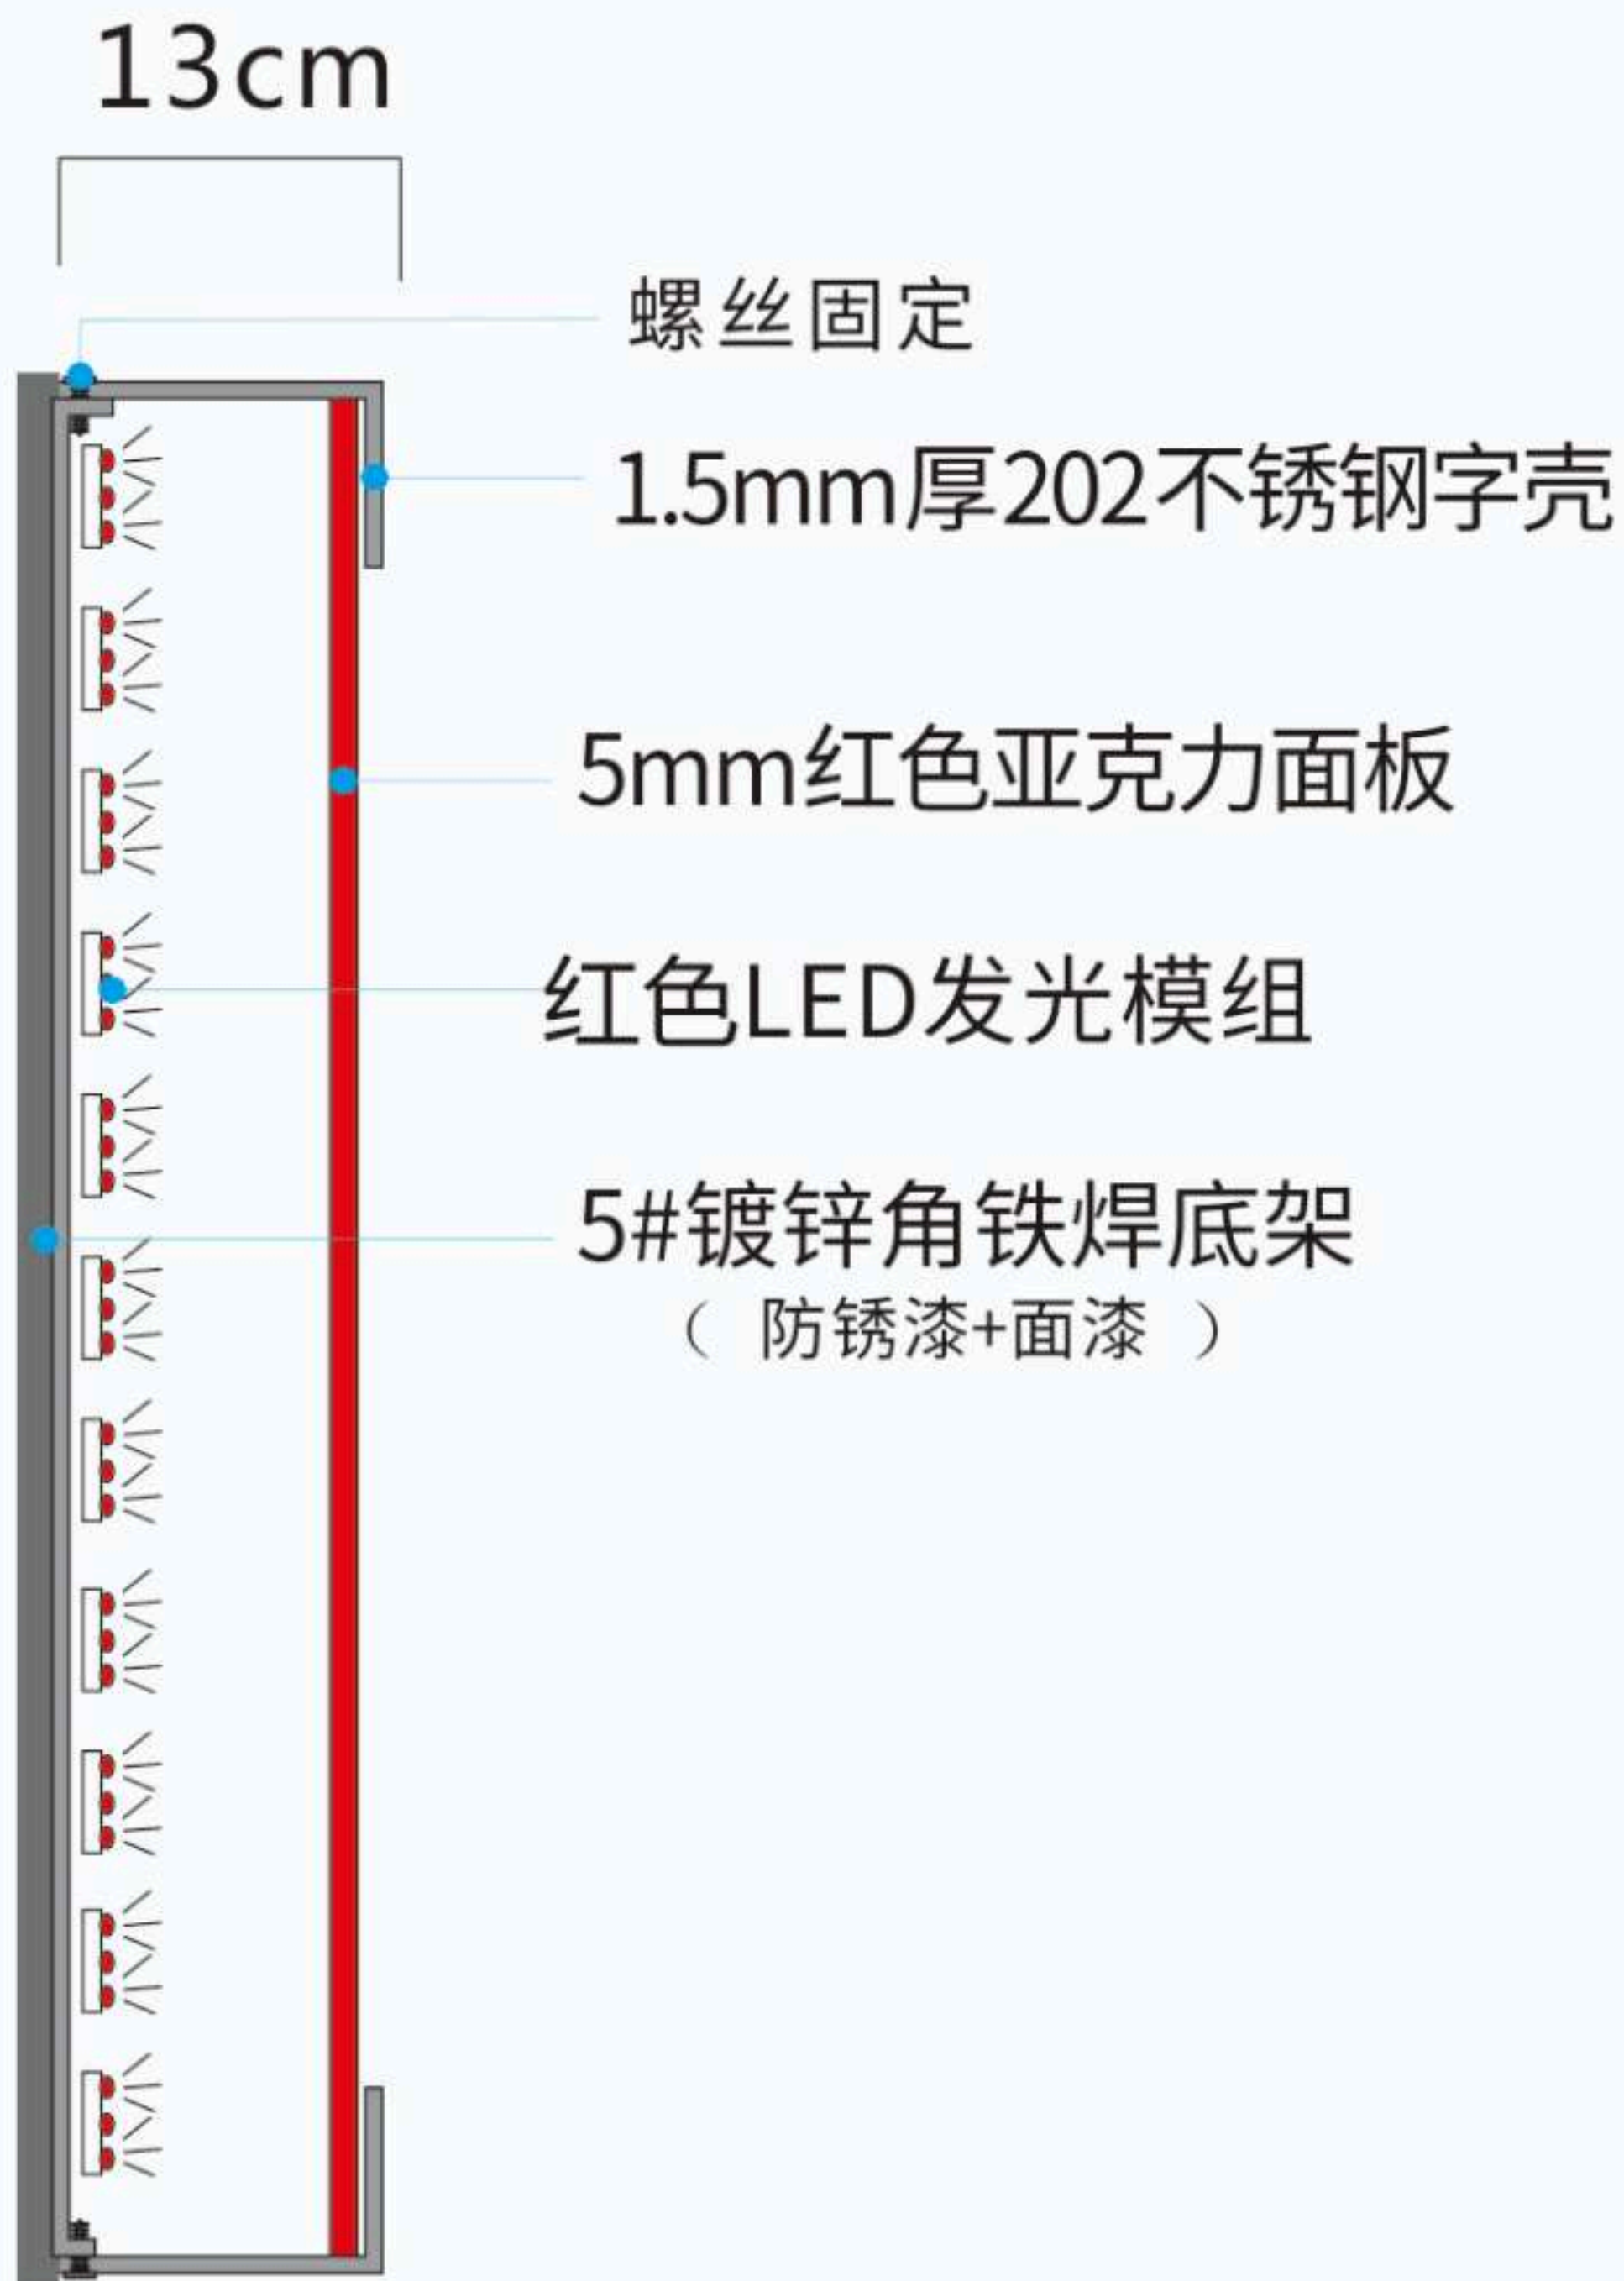 13cm
螺丝固定
1.5mm厚202不锈钢字壳
5mm红色亚克力面板
红色LED发光模组
5#镀锌角铁焊底架
（ 防锈漆+面漆 ）